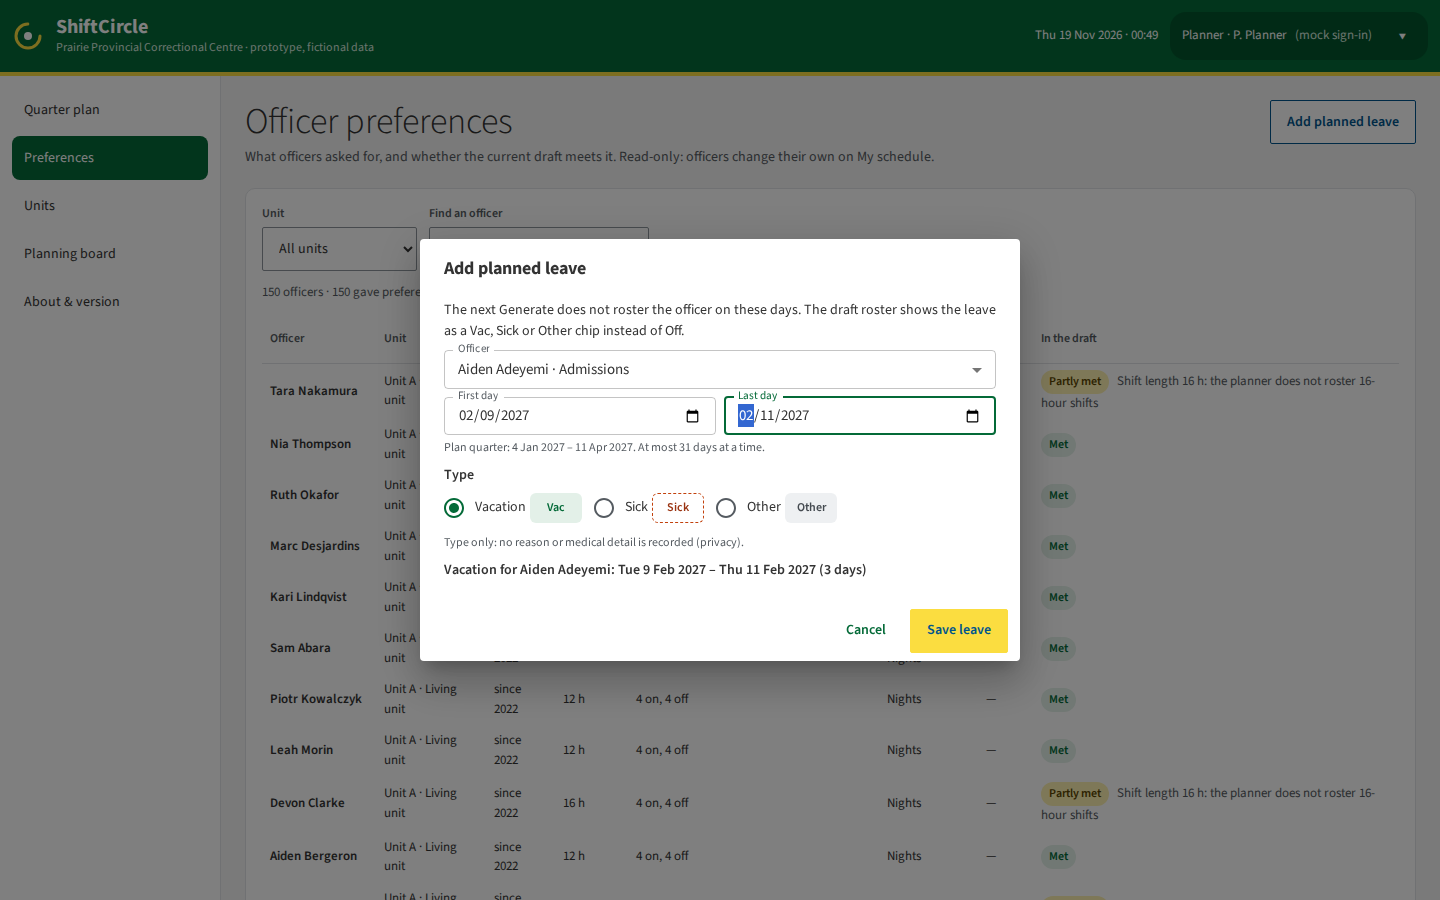 ShiftCircle
Prairie Provincial Correctional Centre · prototype, fictional data
Thu 19 Nov 2026 · 00:49
Planner · P. Planner (mock sign-in) ▼
Quarter plan
Preferences
Units
Planning board
About & version
Officer preferences
What officers asked for, and whether the current draft meets it. Read-only: officers change their own on My schedule.
Add planned leave
Unit
Find an officer
All units
150 officers · 150 gave
Officer
Unit
In the draft
Add planned leave
The next Generate does not roster the officer on these days. The draft roster shows the leave
as a Vac, Sick or Other chip instead of Off.
Officer
Aiden Adeyemi · Admissions
First day
02/09/2027
Last day
02/11/2027
Plan quarter: 4 Jan 2027 – 11 Apr 2027. At most 31 days at a time.
Type
Vacation Vac
Sick Sick
Other Other
Type only: no reason or medical detail is recorded (privacy).
Vacation for Aiden Adeyemi: Tue 9 Feb 2027 – Thu 11 Feb 2027 (3 days)
Cancel
Save leave
Tara Nakamura
Unit A
unit
Partly met Shift length 16 h: the planner does not roster 16-
hour shifts
Nia Thompson
Unit A
unit
Met
Ruth Okafor
Unit A
unit
Met
Marc Desjardins
Unit A
unit
Met
Kari Lindqvist
Unit A
unit
Met
Sam Abara
Unit A
unit
Met
Piotr Kowalczyk
Unit A · Living
unit
since
2022
12 h
4 on, 4 off
Nights
—
Met
Leah Morin
Unit A · Living
unit
since
2022
12 h
4 on, 4 off
Nights
—
Met
Devon Clarke
Unit A · Living
unit
since
2022
16 h
4 on, 4 off
Nights
—
Partly met Shift length 16 h: the planner does not roster 16-
hour shifts
Aiden Bergeron
Unit A · Living
unit
since
2022
12 h
4 on, 4 off
Nights
—
Met
Unit A · Living
since